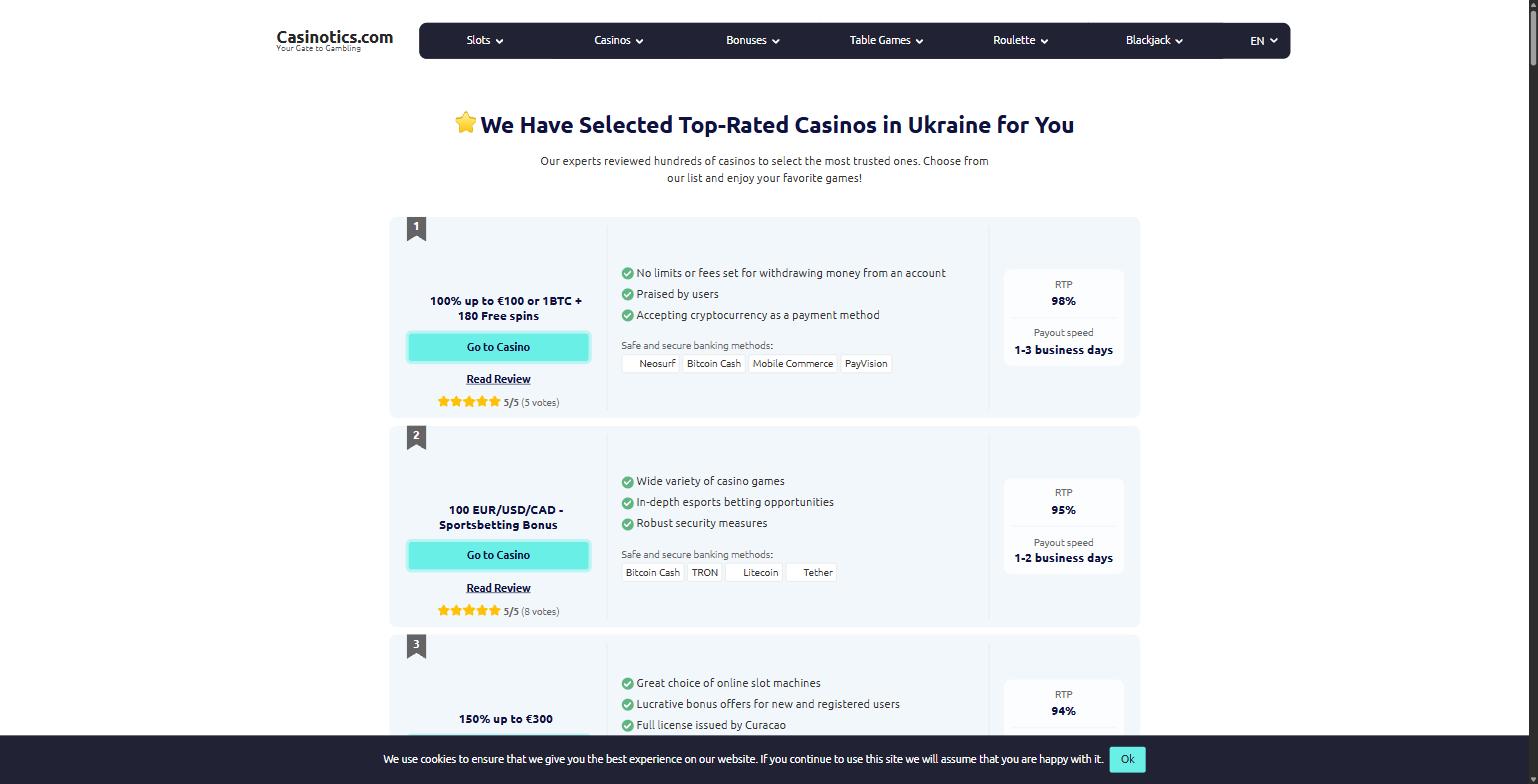 Casinotics.com
Your Gate to Gambling
Slots
Casinos
Bonuses
Table Games
Roulette
Blackjack
EN
We Have Selected Top-Rated Casinos in Ukraine for You
Our experts reviewed hundreds of casinos to select the most trusted ones. Choose from
our list and enjoy your favorite games!
1
100% up to €100 or 1BTC +
180 Free spins
Go to Casino
Read Review
5/5 (5 votes)
No limits or fees set for withdrawing money from an account
Praised by users
Accepting cryptocurrency as a payment method
Safe and secure banking methods:
Neosurf
Bitcoin Cash
Mobile Commerce
PayVision
RTP
98%
Payout speed
1-3 business days
2
100 EUR/USD/CAD -
Sportsbetting Bonus
Go to Casino
Read Review
5/5 (8 votes)
Wide variety of casino games
In-depth esports betting opportunities
Robust security measures
Safe and secure banking methods:
Bitcoin Cash
TRON
Litecoin
Tether
RTP
95%
Payout speed
1-2 business days
3
150% up to €300
Great choice of online slot machines
Lucrative bonus offers for new and registered users
Full license issued by Curacao
RTP
94%
We use cookies to ensure that we give you the best experience on our website. If you continue to use this site we will assume that you are happy with it.
Ok